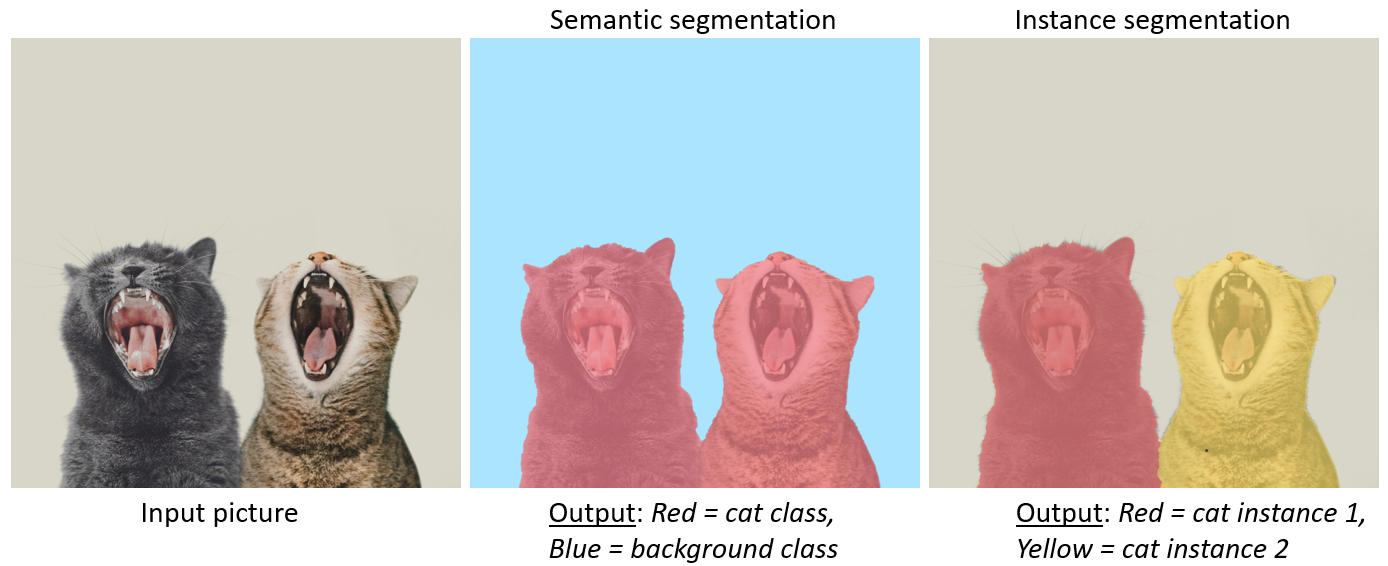 Semantic segmentation
Instance segmentation
Input picture
Output: Red = cat class,
Blue = background class
Output: Red = cat instance 1,
Yellow = cat instance 2